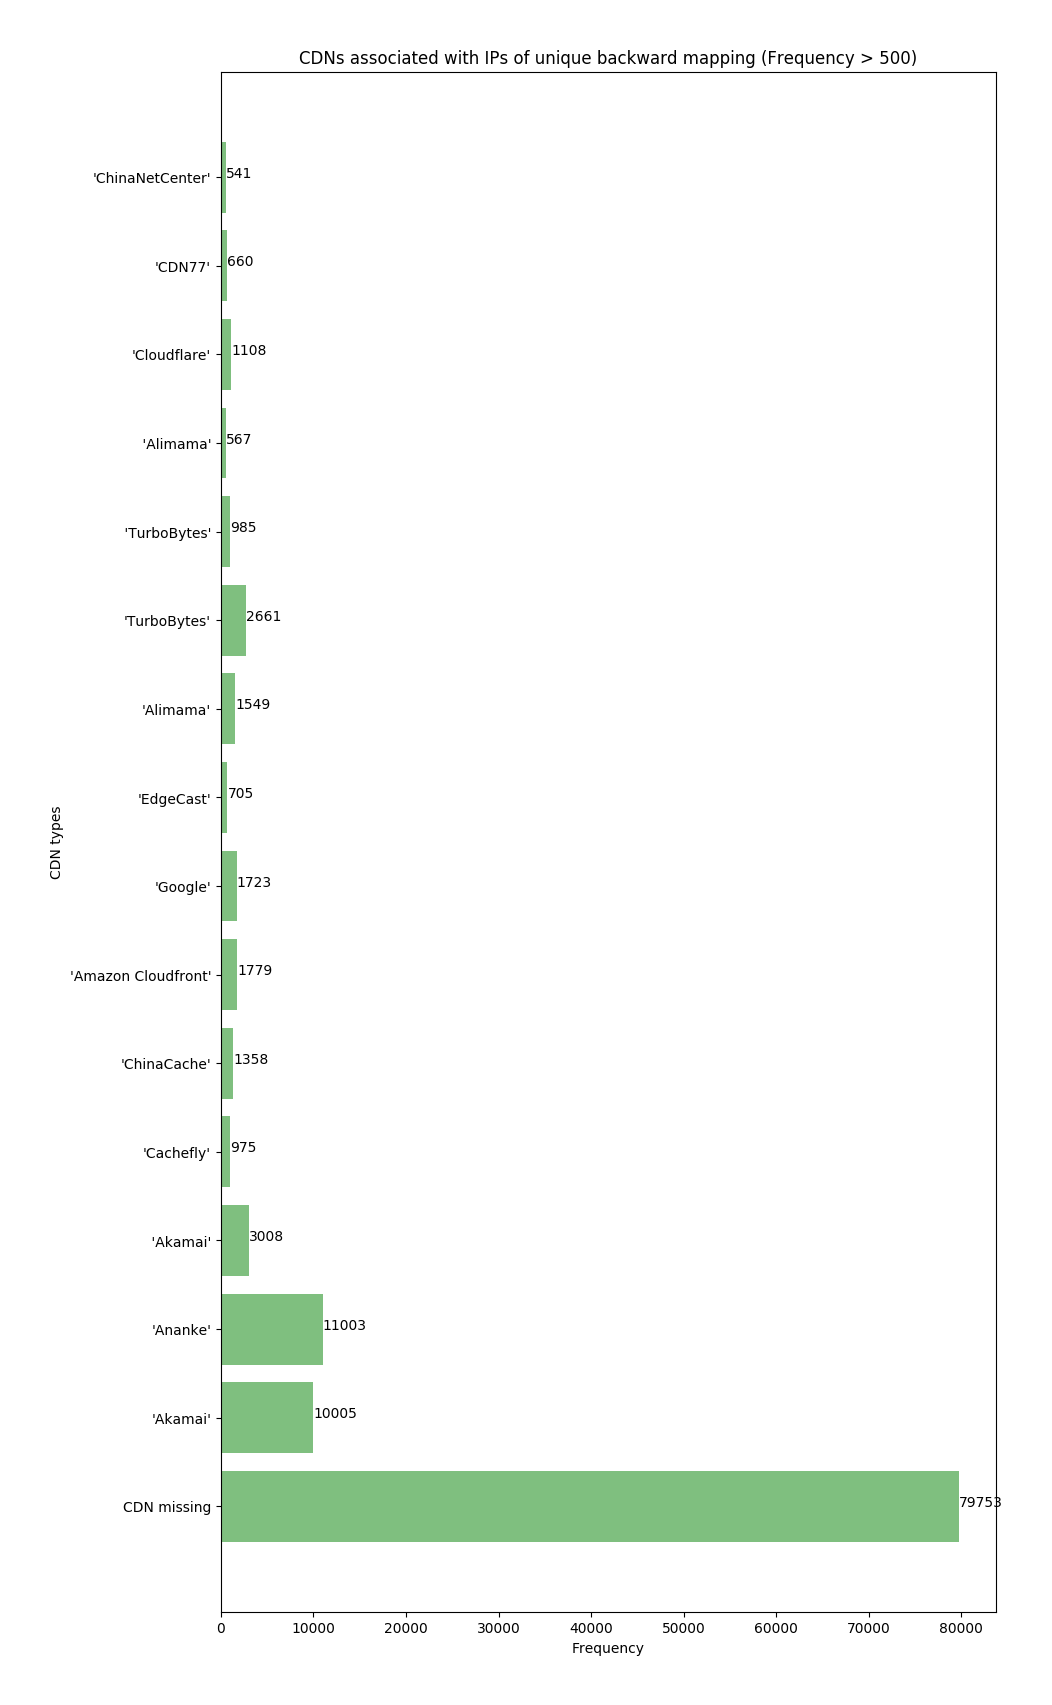 CDNs associated with IPs of unique backward mapping (Frequency > 500)
'ChinaNetCenter' 541
'CDN77' 660
'Cloudflare' 1108
'Alimama' 567
'TurboBytes' 985
'TurboBytes' 2661
'Alimama' 1549
'EdgeCast' 705
'Google' 1723
'Amazon Cloudfront' 1779
'ChinaCache' 1358
'Cachefly' 975
'Akamai' 3008
'Ananke' 11003
'Akamai' 10005
CDN missing 79753
CDN types
0 10000 20000 30000 40000 50000 60000 70000 80000
Frequency